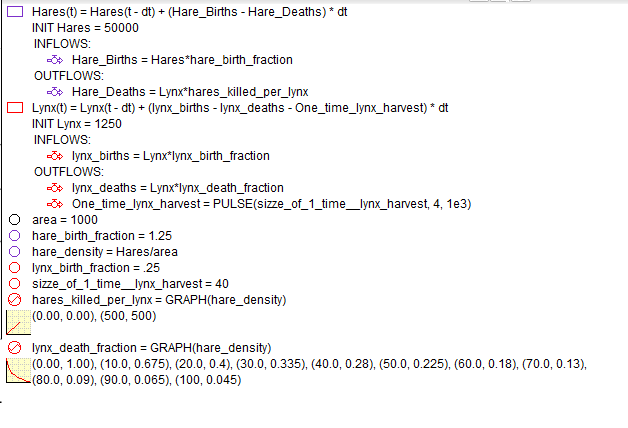 Hares(t) = Hares(t - dt) + (Hare_Births - Hare_Deaths) * dt
INIT Hares = 50000
INFLOWS:
Hare_Births = Hares*hare_birth_fraction
OUTFLOWS:
Hare_Deaths = Lynx*hares_killed_per_lynx
Lynx(t) = Lynx(t - dt) + (lynx_births - lynx_deaths - One_time_lynx_harvest) * dt
INIT Lynx = 1250
INFLOWS:
lynx_births = Lynx*lynx_birth_fraction
OUTFLOWS:
lynx_deaths = Lynx*lynx_death_fraction
One_time_lynx_harvest = PULSE(sizze_of_1_time__lynx_harvest, 4, 1e3)
area = 1000
hare_birth_fraction = 1.25
hare_density = Hares/area
lynx_birth_fraction = .25
sizze_of_1_time__lynx_harvest = 40
hares_killed_per_lynx = GRAPH(hare_density)
(0.00, 0.00), (500, 500)
lynx_death_fraction = GRAPH(hare_density)
(0.00, 1.00), (10.0, 0.675), (20.0, 0.4), (30.0, 0.335), (40.0, 0.28), (50.0, 0.225), (60.0, 0.18), (70.0, 0.13),
(80.0, 0.09), (90.0, 0.065), (100, 0.045)